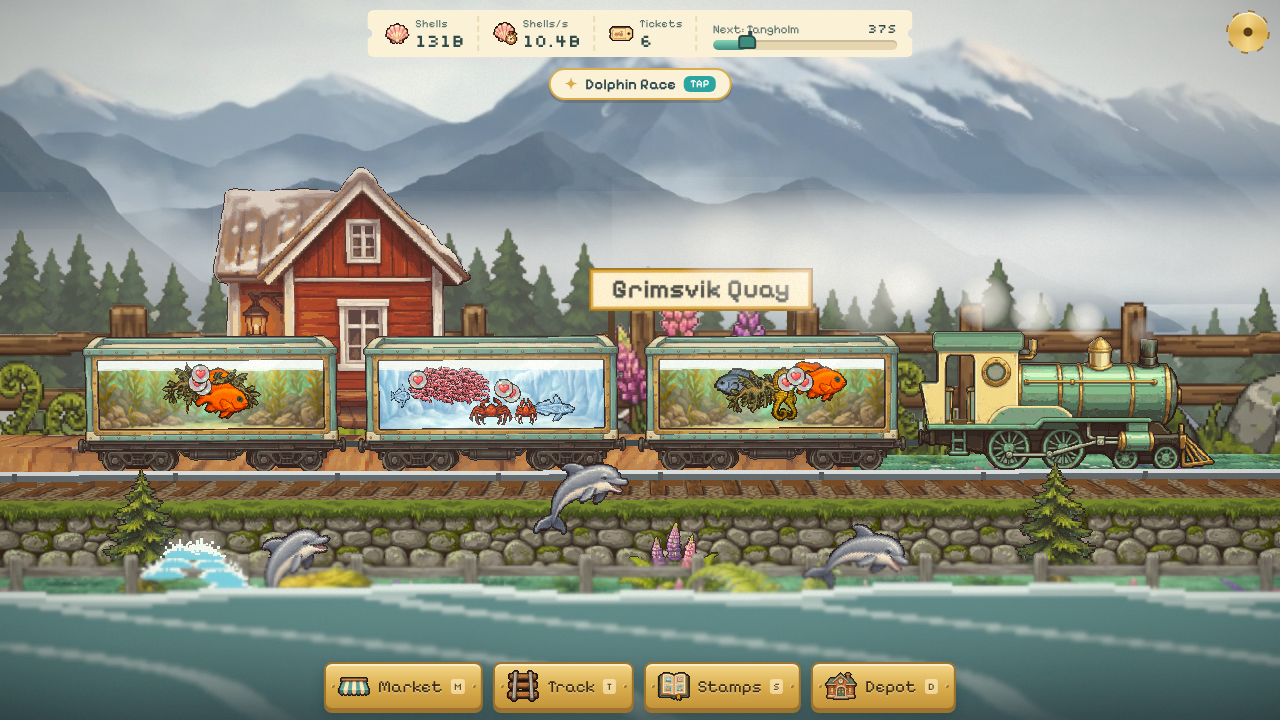 Shells
131B
Shells/s
10.4B
Tickets
6
Next: Tangholm
37S
Dolphin Race TAP
Grimsvik Quay
Market M
Track T
Stamps S
Depot D